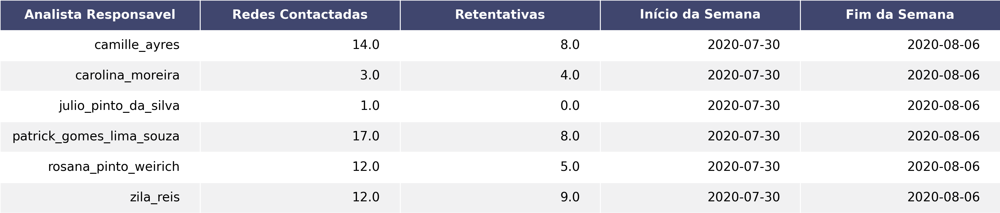 Analista Responsavel Redes Contactadas Retentativas Início da Semana Fim da Semana
camille_ayres 14.0 8.0 2020-07-30 2020-08-06
carolina_moreira 3.0 4.0 2020-07-30 2020-08-06
julio_pinto_da_silva 1.0 0.0 2020-07-30 2020-08-06
patrick_gomes_lima_souza 17.0 8.0 2020-07-30 2020-08-06
rosana_pinto_weirich 12.0 5.0 2020-07-30 2020-08-06
zila_reis 12.0 9.0 2020-07-30 2020-08-06